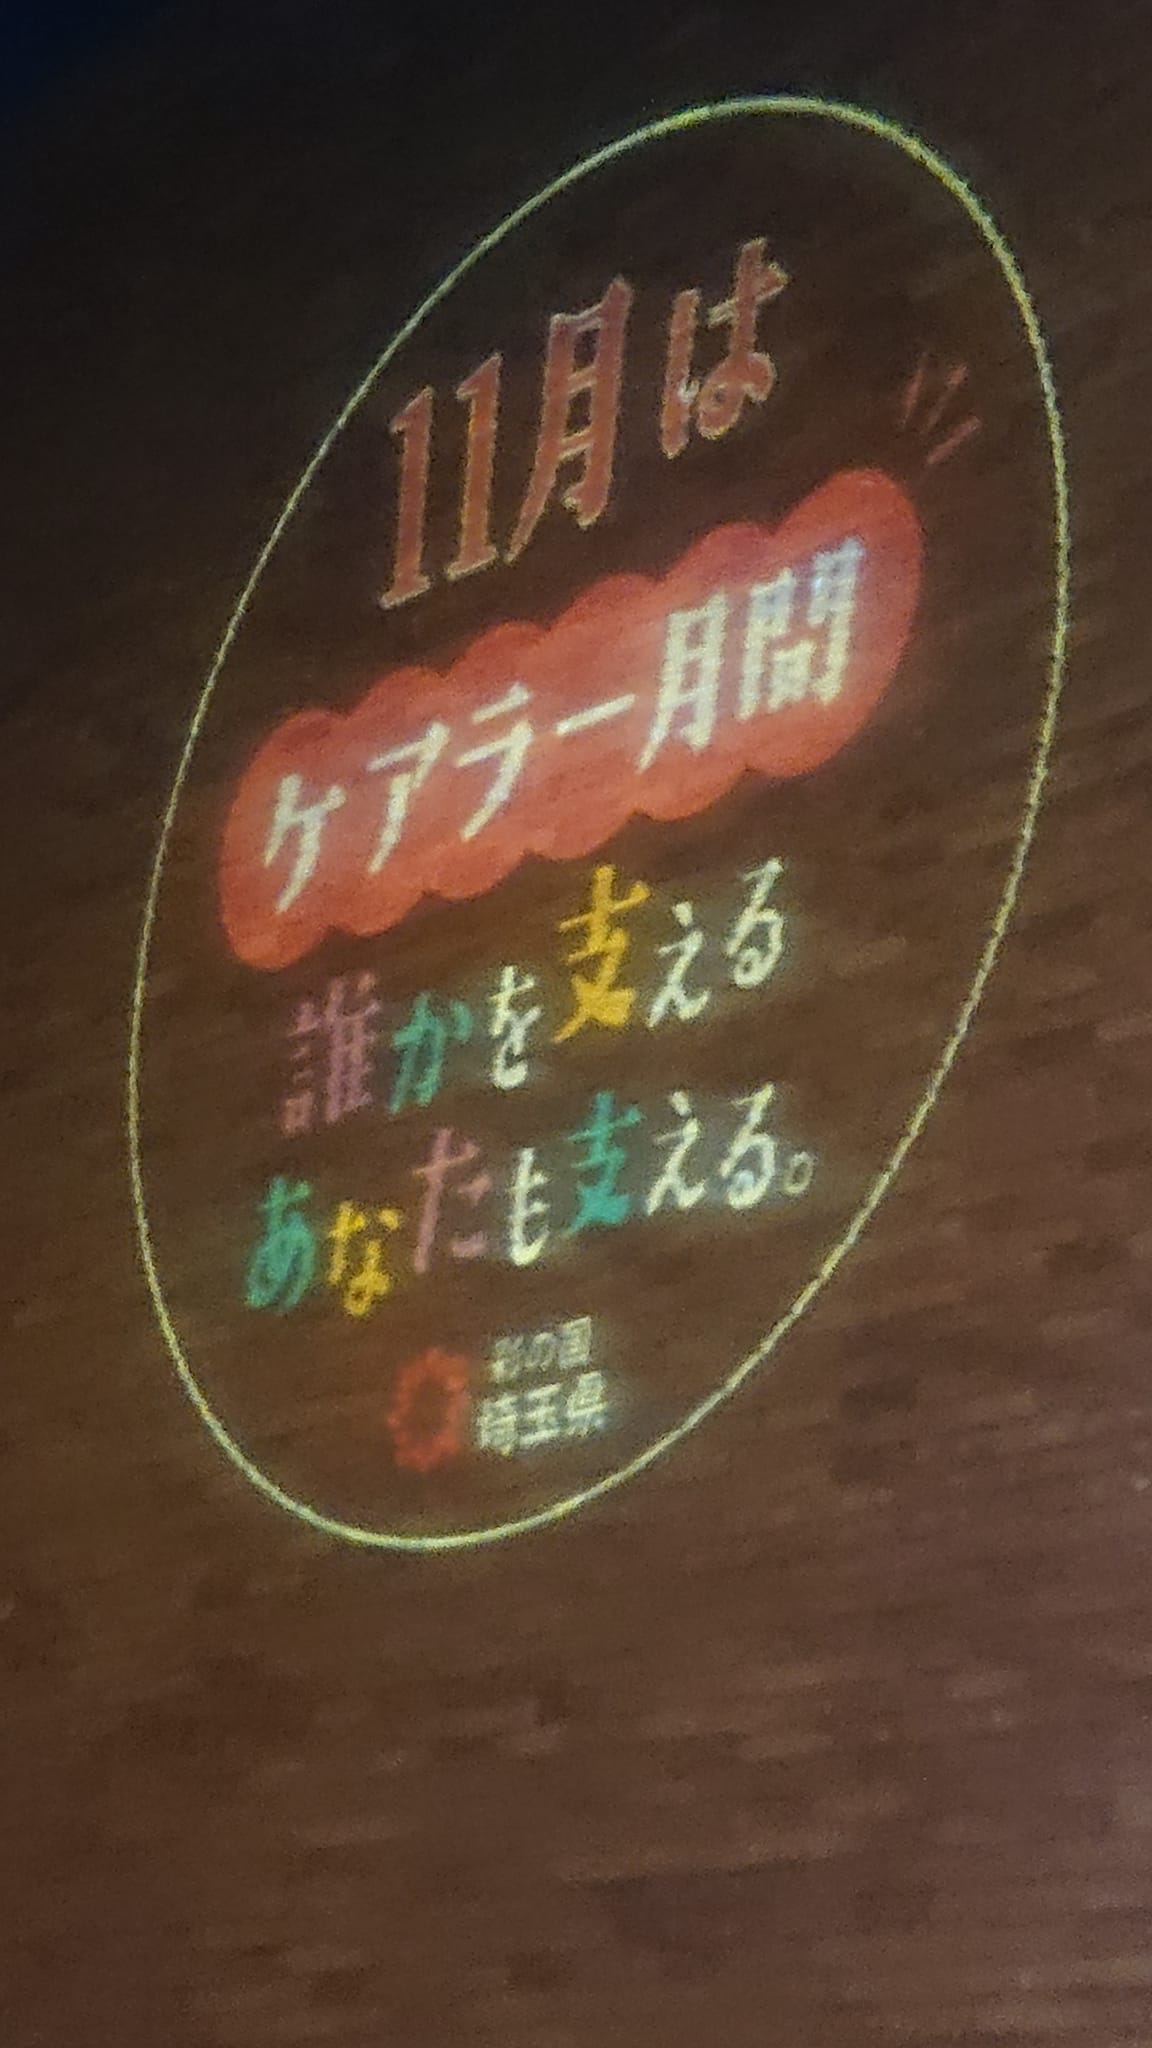 11月は
ケアラー月間
誰かを支える
あなたも支える。
彩の国
埼玉県